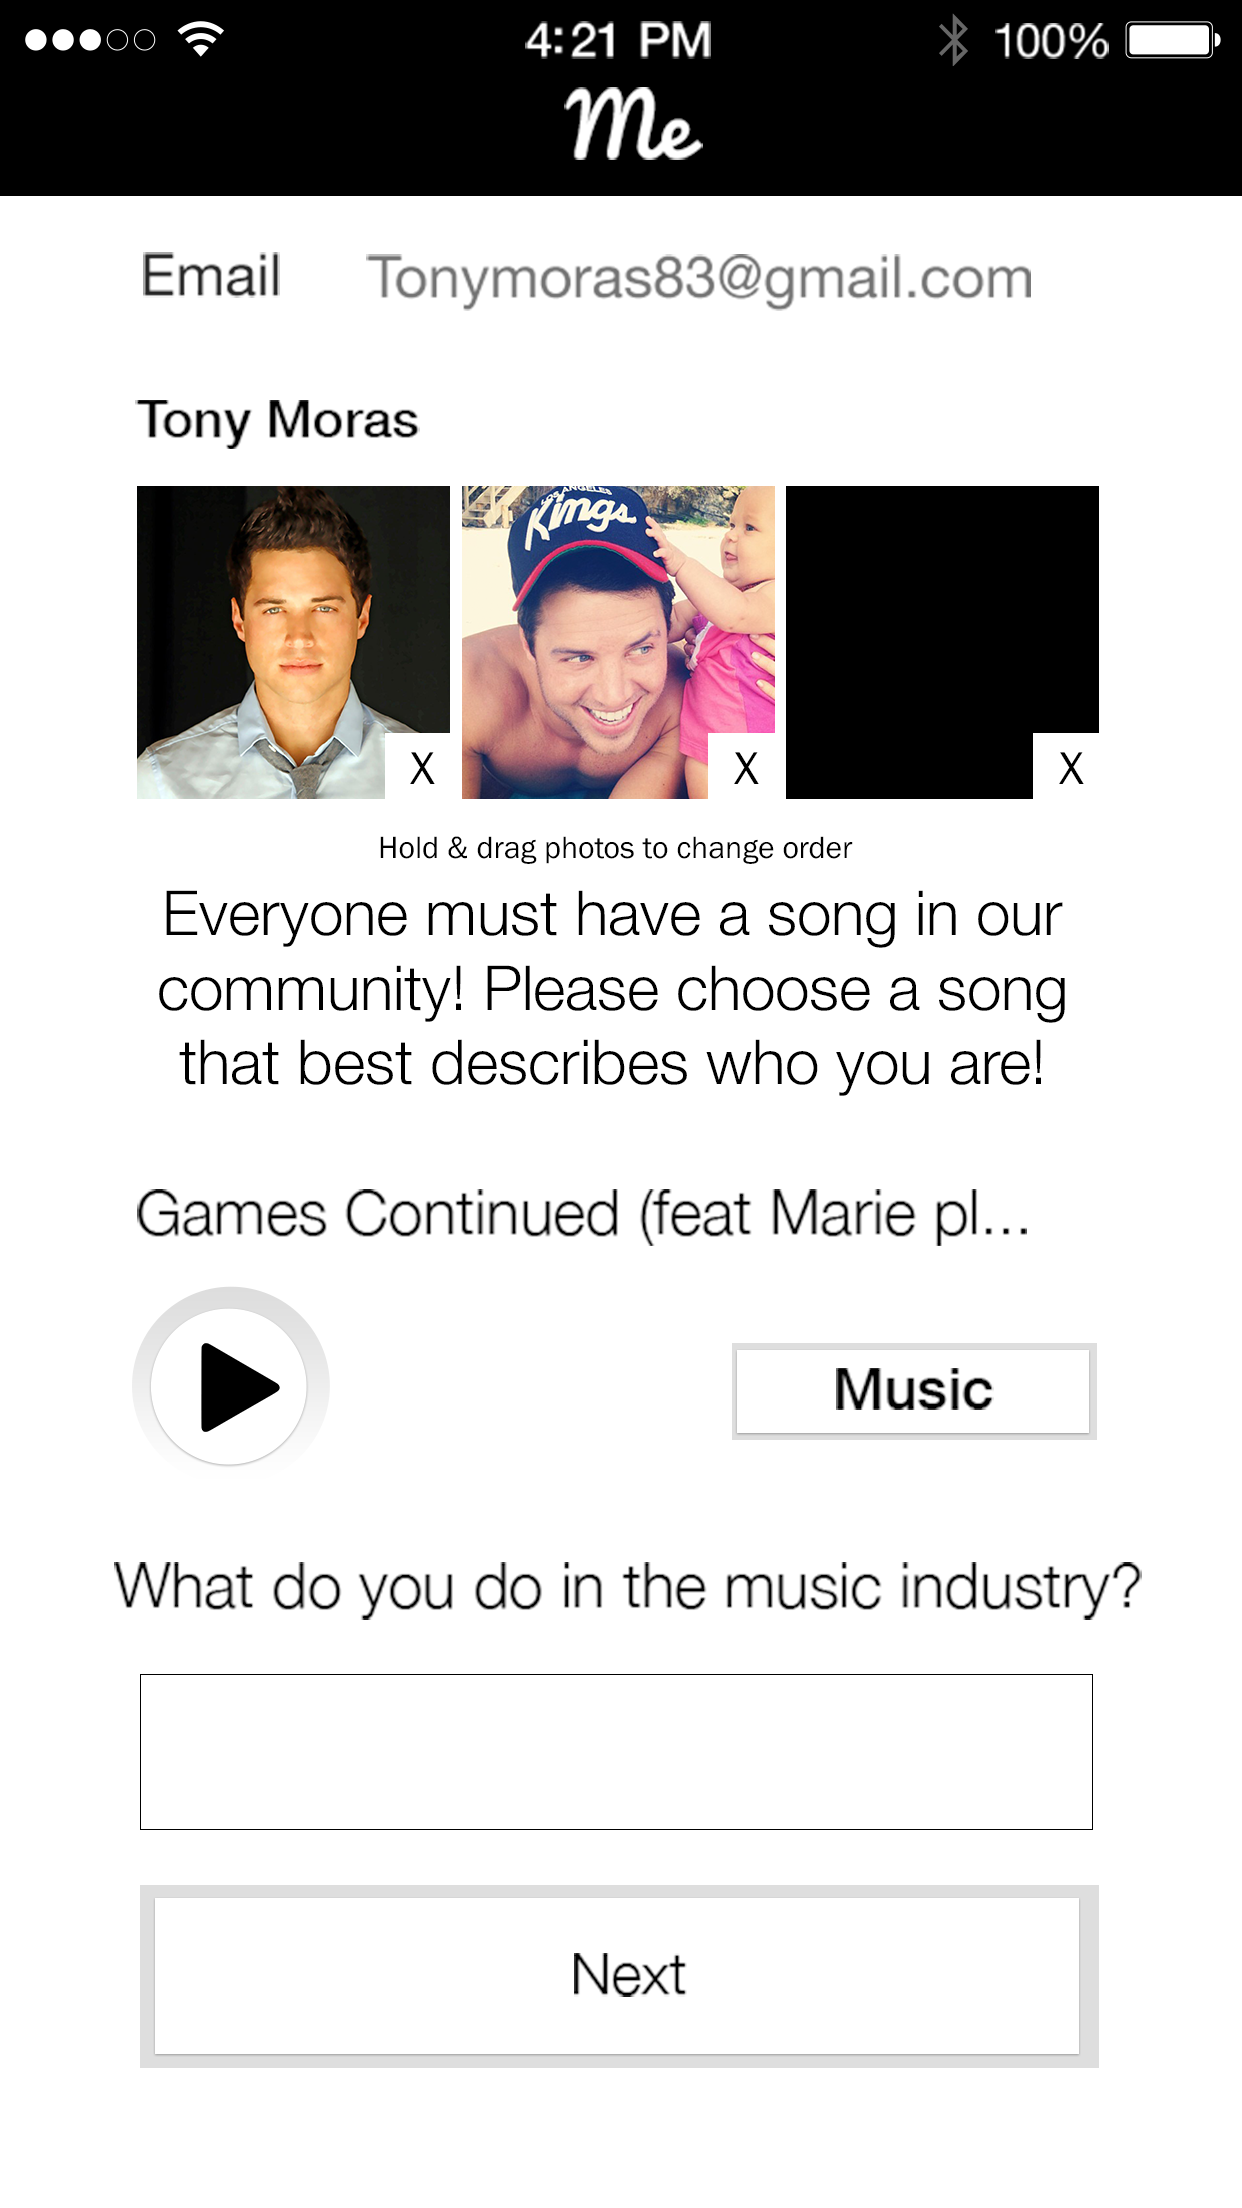 4:21 PM 100%
Me
Email Tonymoras83@gmail.com
Tony Moras
LOS ANGELES
Kings
X X X
Hold & drag photos to change order
Everyone must have a song in our
community! Please choose a song
that best describes who you are!
Games Continued (feat Marie pl...
Music
What do you do in the music industry?
Next